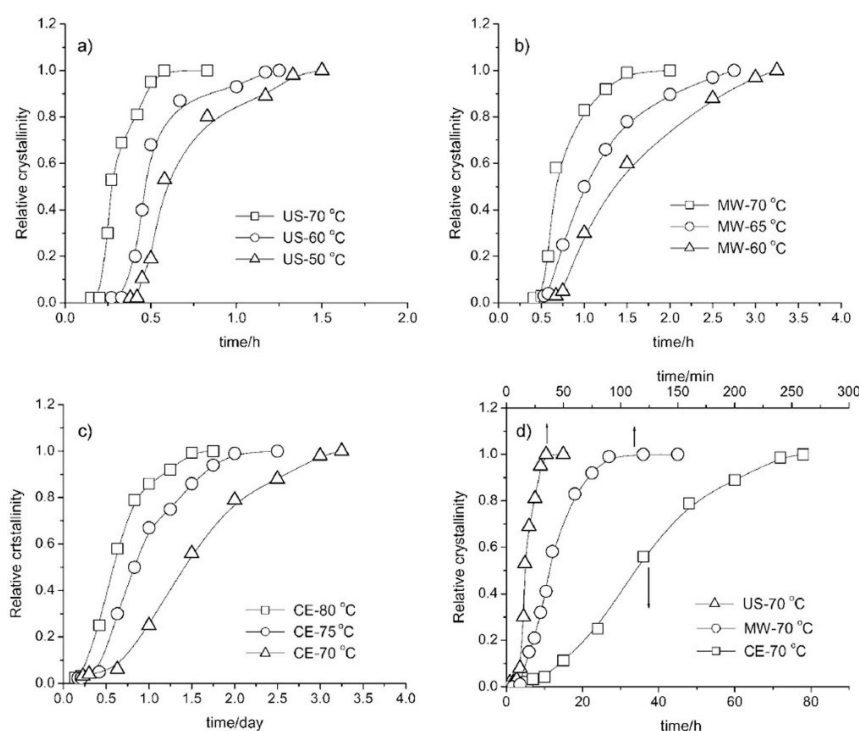 a)
1.2
1.0
0.8
0.6
0.4
0.2
0.0
Relative crystallinity
US-70 °C
US-60 °C
US-50 °C
0.0 0.5 1.0 1.5 2.0
time/h
b)
1.2
1.0
0.8
0.6
0.4
0.2
0.0
Relative crystallinity
MW-70 °C
MW-65 °C
MW-60 °C
0.0 0.5 1.0 1.5 2.0 2.5 3.0 3.5 4.0
time/h
c)
1.2
1.0
0.8
0.6
0.4
0.2
0.0
Relative crtstallinity
CE-80 °C
CE-75°C
CE-70 °C
0.0 0.5 1.0 1.5 2.0 2.5 3.0 3.5 4.0
time/day
time/min
0 50 100 150 200 250 300
d)
1.2
1.0
0.8
0.6
0.4
0.2
0.0
Relative crystallinity
US-70 °C
MW-70 °C
CE-70 °C
0 20 40 60 80
time/h